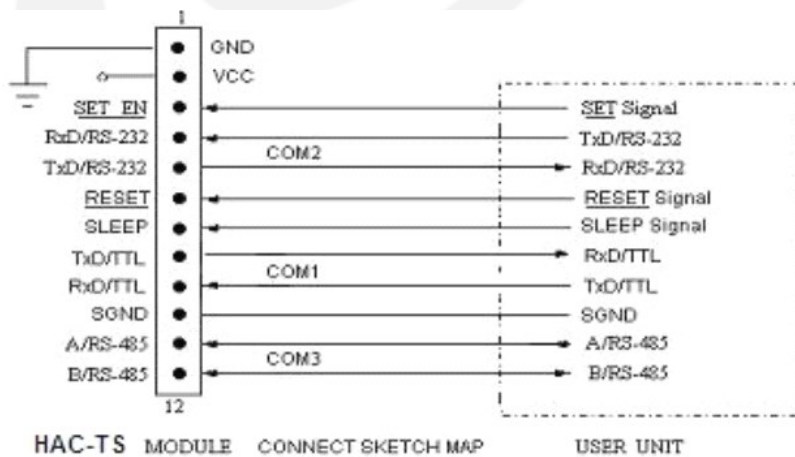 1
GND
VCC
SET EN SET Signal
RxD/RS-232 TxD/RS-232
COM2
TxD/RS-232 RxD/RS-232
RESET RESET Signal
SLEEP SLEEP Signal
TxD/TTL RxD/TTL
COM1
RxD/TTL TxD/TTL
SGND SGND
A/RS-485 A/RS-485
COM3
B/RS-485 B/RS-485
12
HAC-TS MODULE CONNECT SKETCH MAP USER UNIT